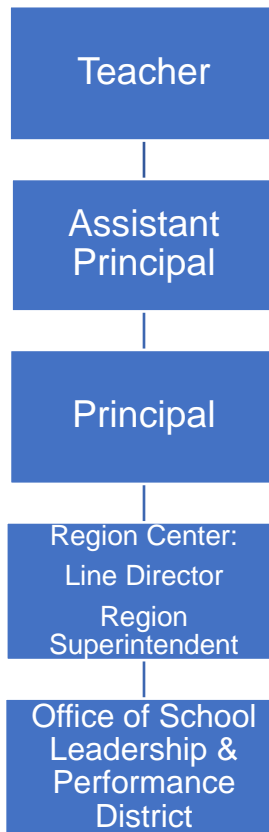 Teacher
Assistant
Principal
Principal
Region Center:
Line Director
Region
Superintendent
Office of School
Leadership &
Performance
District